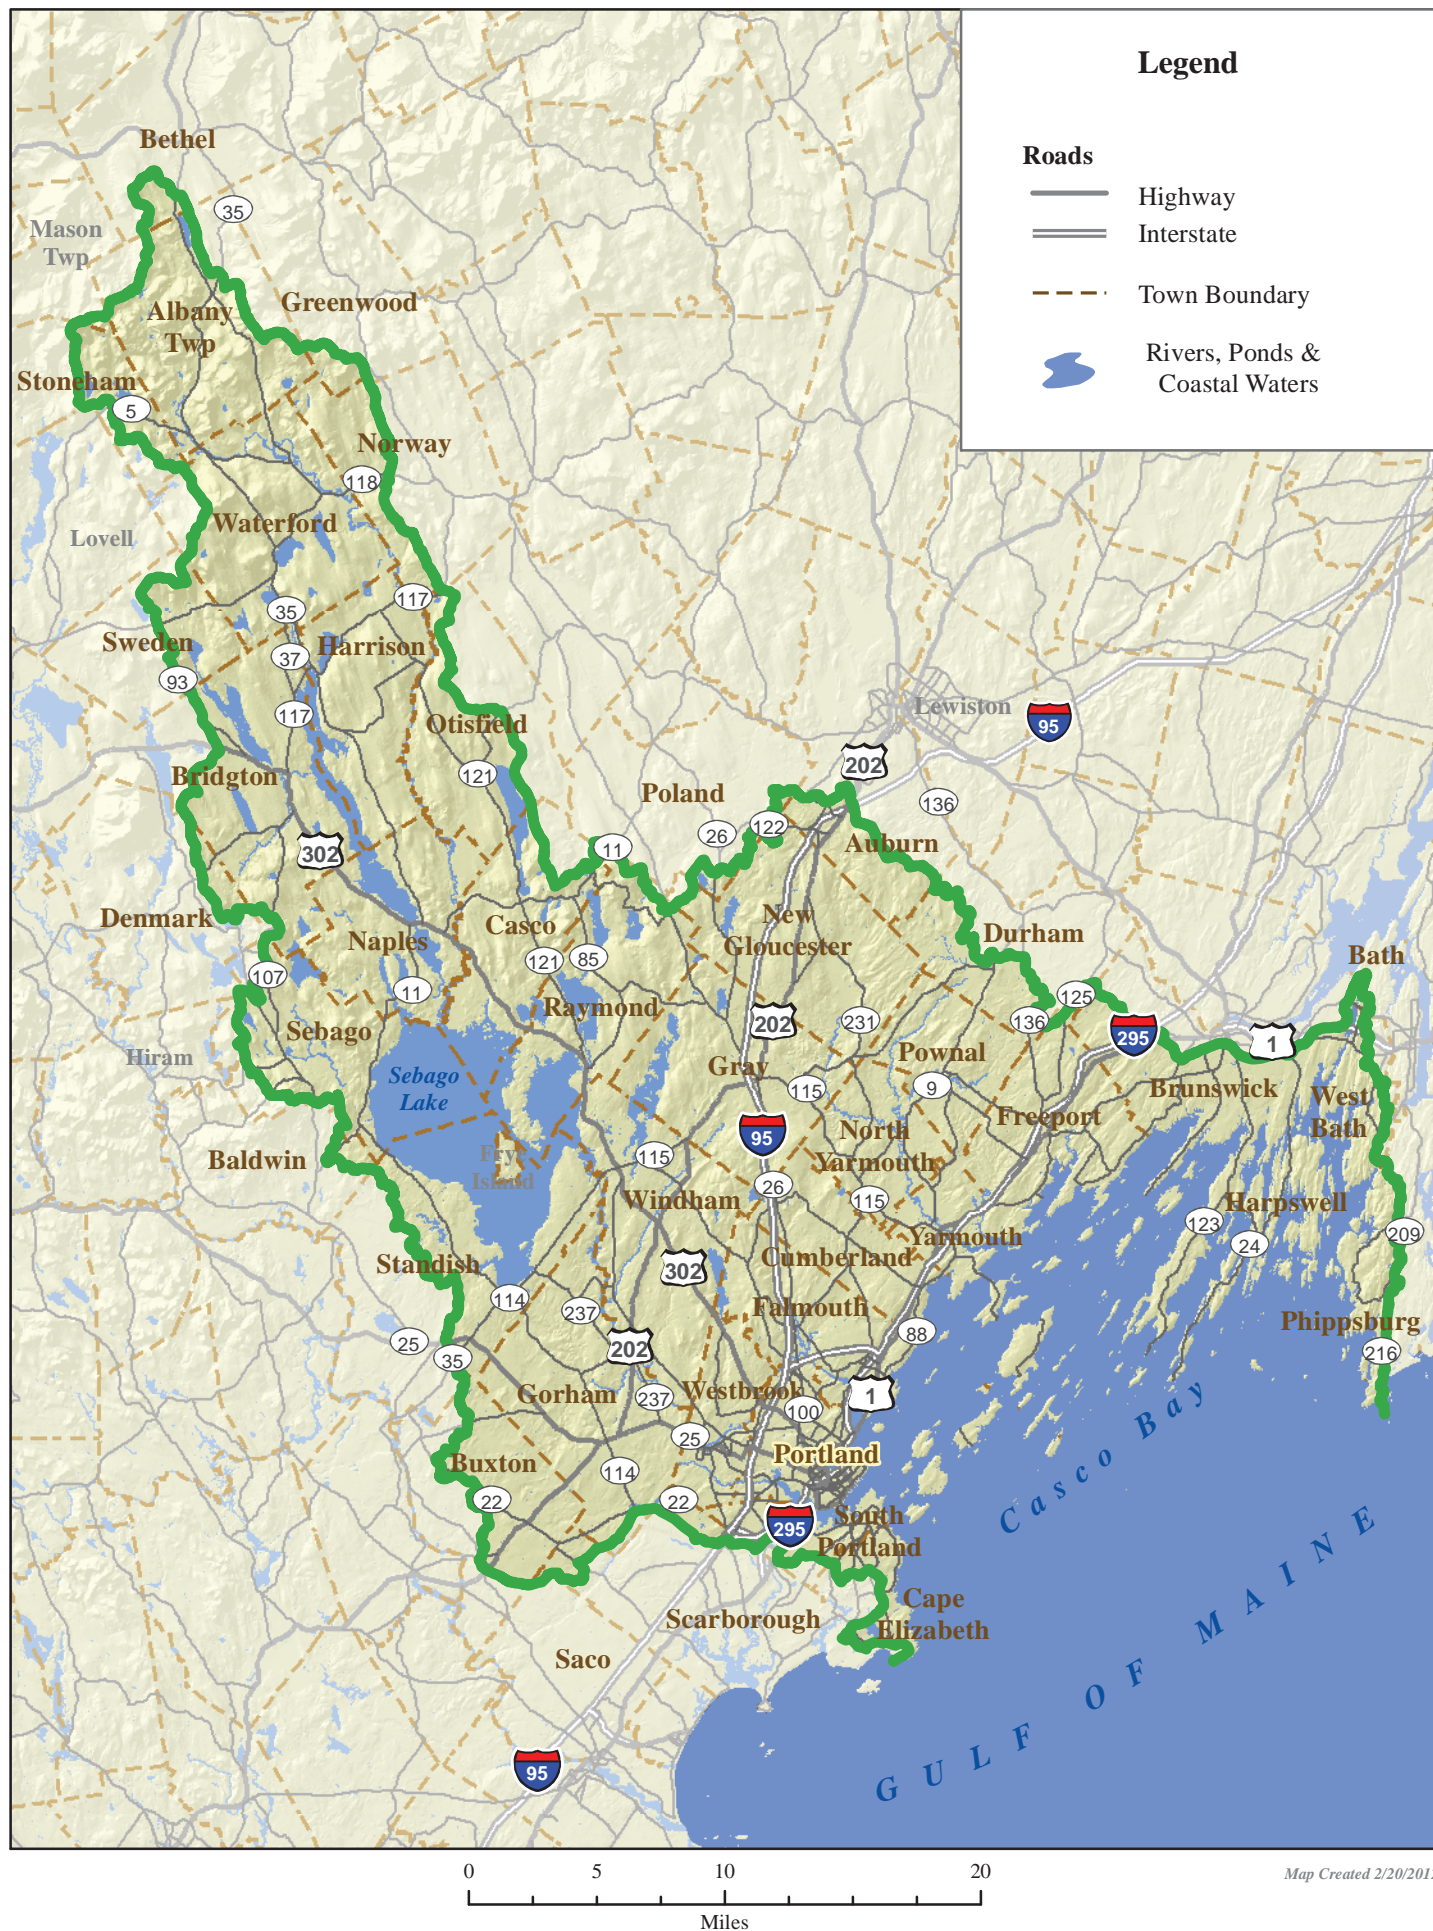 Legend
Roads
Highway
Interstate
Town Boundary
Rivers, Ponds &
Coastal Waters
Bethel
35
Mason
Twp
Greenwood
Albany
Twp
Stoneham
5
Norway
118
Waterford
Lovell
117
35
Sweden
37
Harrison
93
117
Otisfield
Lewiston
95
202
121
Bridgton
Poland
136
26
122
302
11
Auburn
Denmark
Casco
New
Gloucester
Durham
Naples
Bath
121
85
107
11
125
Raymond
231
136
202
295
1
Sebago
Hiram
Pownal
Gray
Sebago
Lake
115
9
Brunswick
West
Bath
Freeport
95
North
Yarmouth
Frye
Island
115
Baldwin
26
Windham
115
Harpswell
123
24
209
Yarmouth
Cumberland
Standish
302
114
237
Falmouth
88
Phippsburg
25
202
216
35
Gorham
237
Westbrook
1
100
Casco Bay
25
Portland
Buxton
114
22
22
295
South
Portland
GULF OF MAINE
Cape
Elizabeth
Scarborough
Saco
95
0 5 10 20
Miles
Map Created 2/20/201